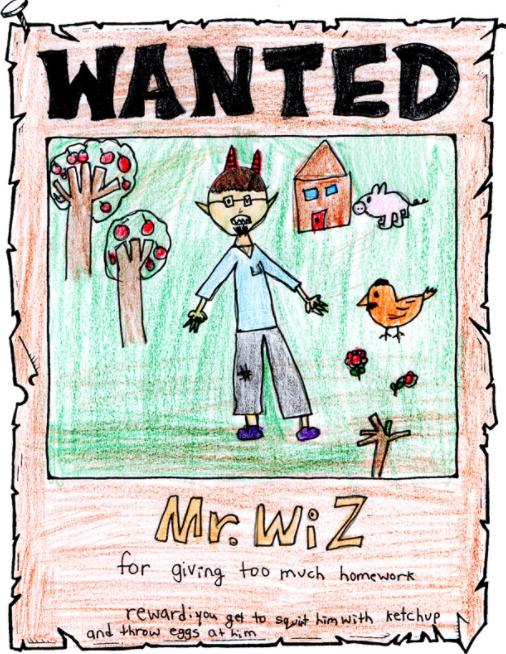 WANTED
Mr. WiZ
for giving too much homework
reward: you get to squirt him with ketchup
and throw eggs at him